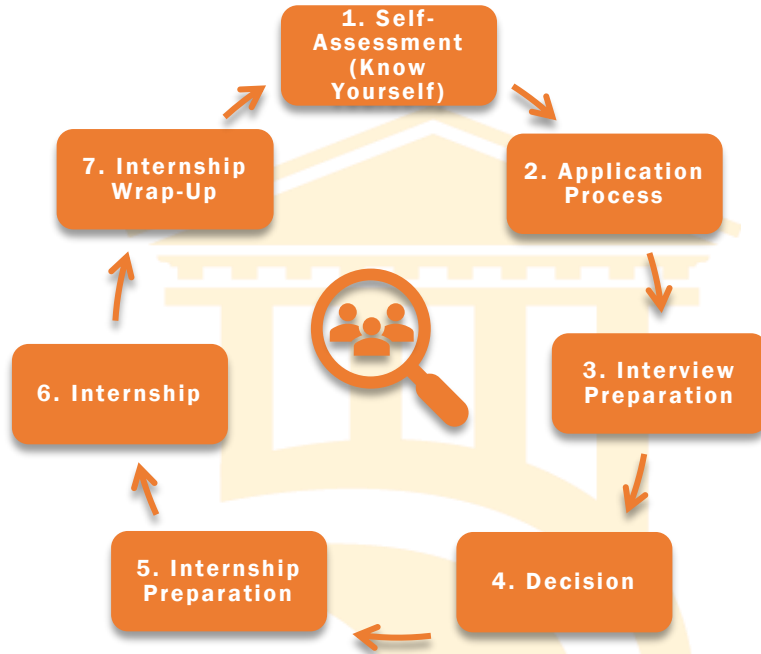 1. Self-
Assessment
(Know
Yourself)
2. Application
Process
3. Interview
Preparation
4. Decision
5. Internship
Preparation
6. Internship
7. Internship
Wrap-Up